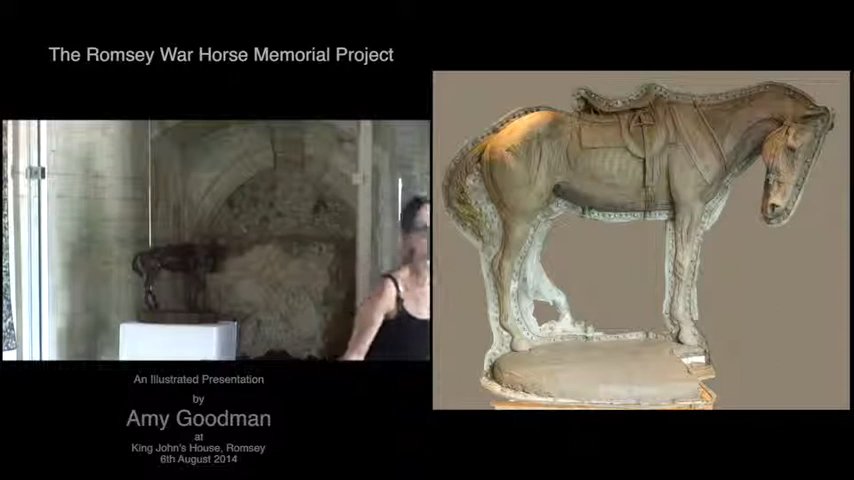 The Romsey War Horse Memorial Project
An Illustrated Presentation
by
Amy Goodman
at
King John's House, Romsey
6th August 2014